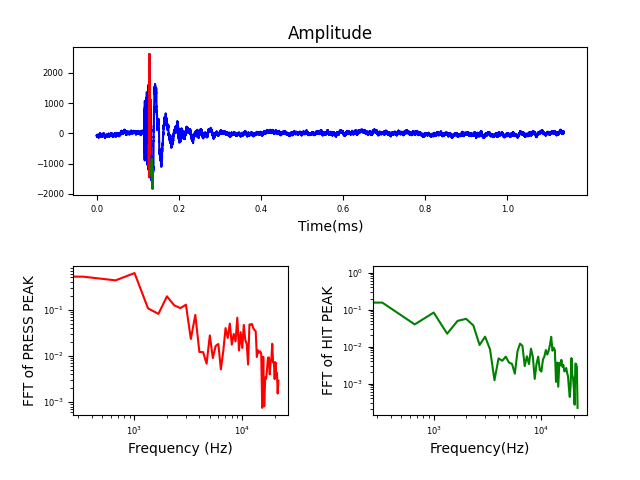 Amplitude
2000
1000
0
−1000
−2000
0.0 0.2 0.4 0.6 0.8 1.0
Time(ms)
FFT of PRESS PEAK
10⁻¹
10⁻²
10⁻³
10³ 10⁴
Frequency (Hz)
FFT of HIT PEAK
10⁰
10⁻¹
10⁻²
10⁻³
10³ 10⁴
Frequency(Hz)